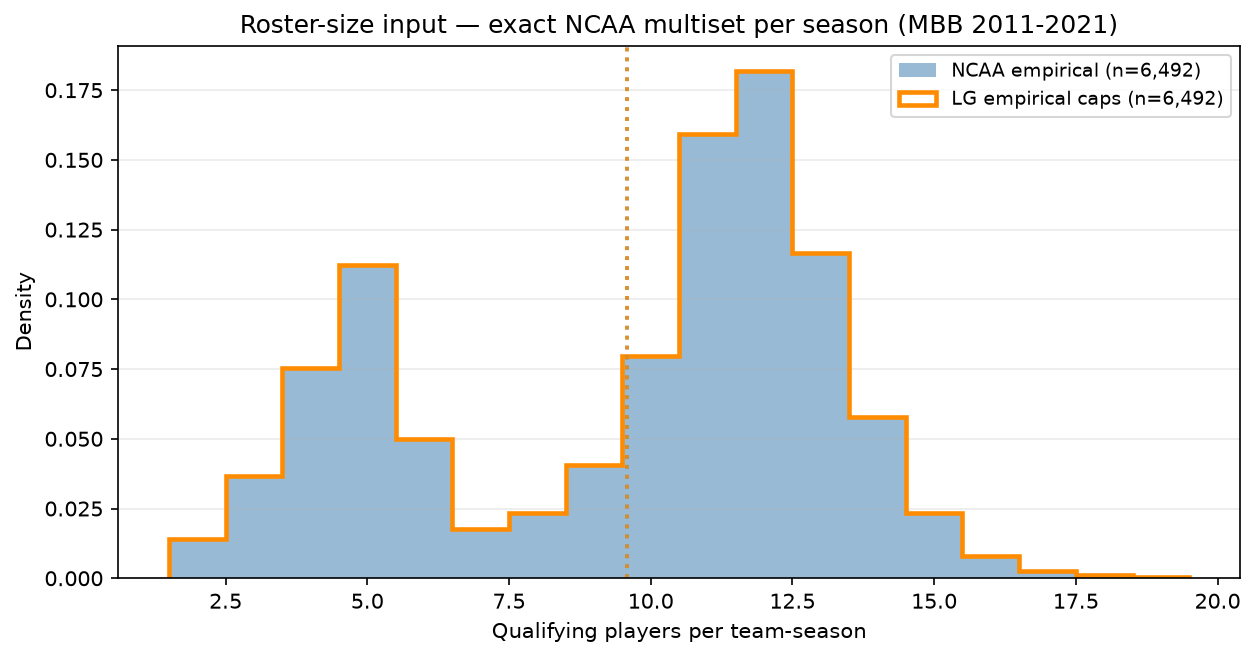 Roster-size input — exact NCAA multiset per season (MBB 2011-2021)
NCAA empirical (n=6,492)
LG empirical caps (n=6,492)
Density
0.175
0.150
0.125
0.100
0.075
0.050
0.025
0.000
2.5 5.0 7.5 10.0 12.5 15.0 17.5 20.0
Qualifying players per team-season